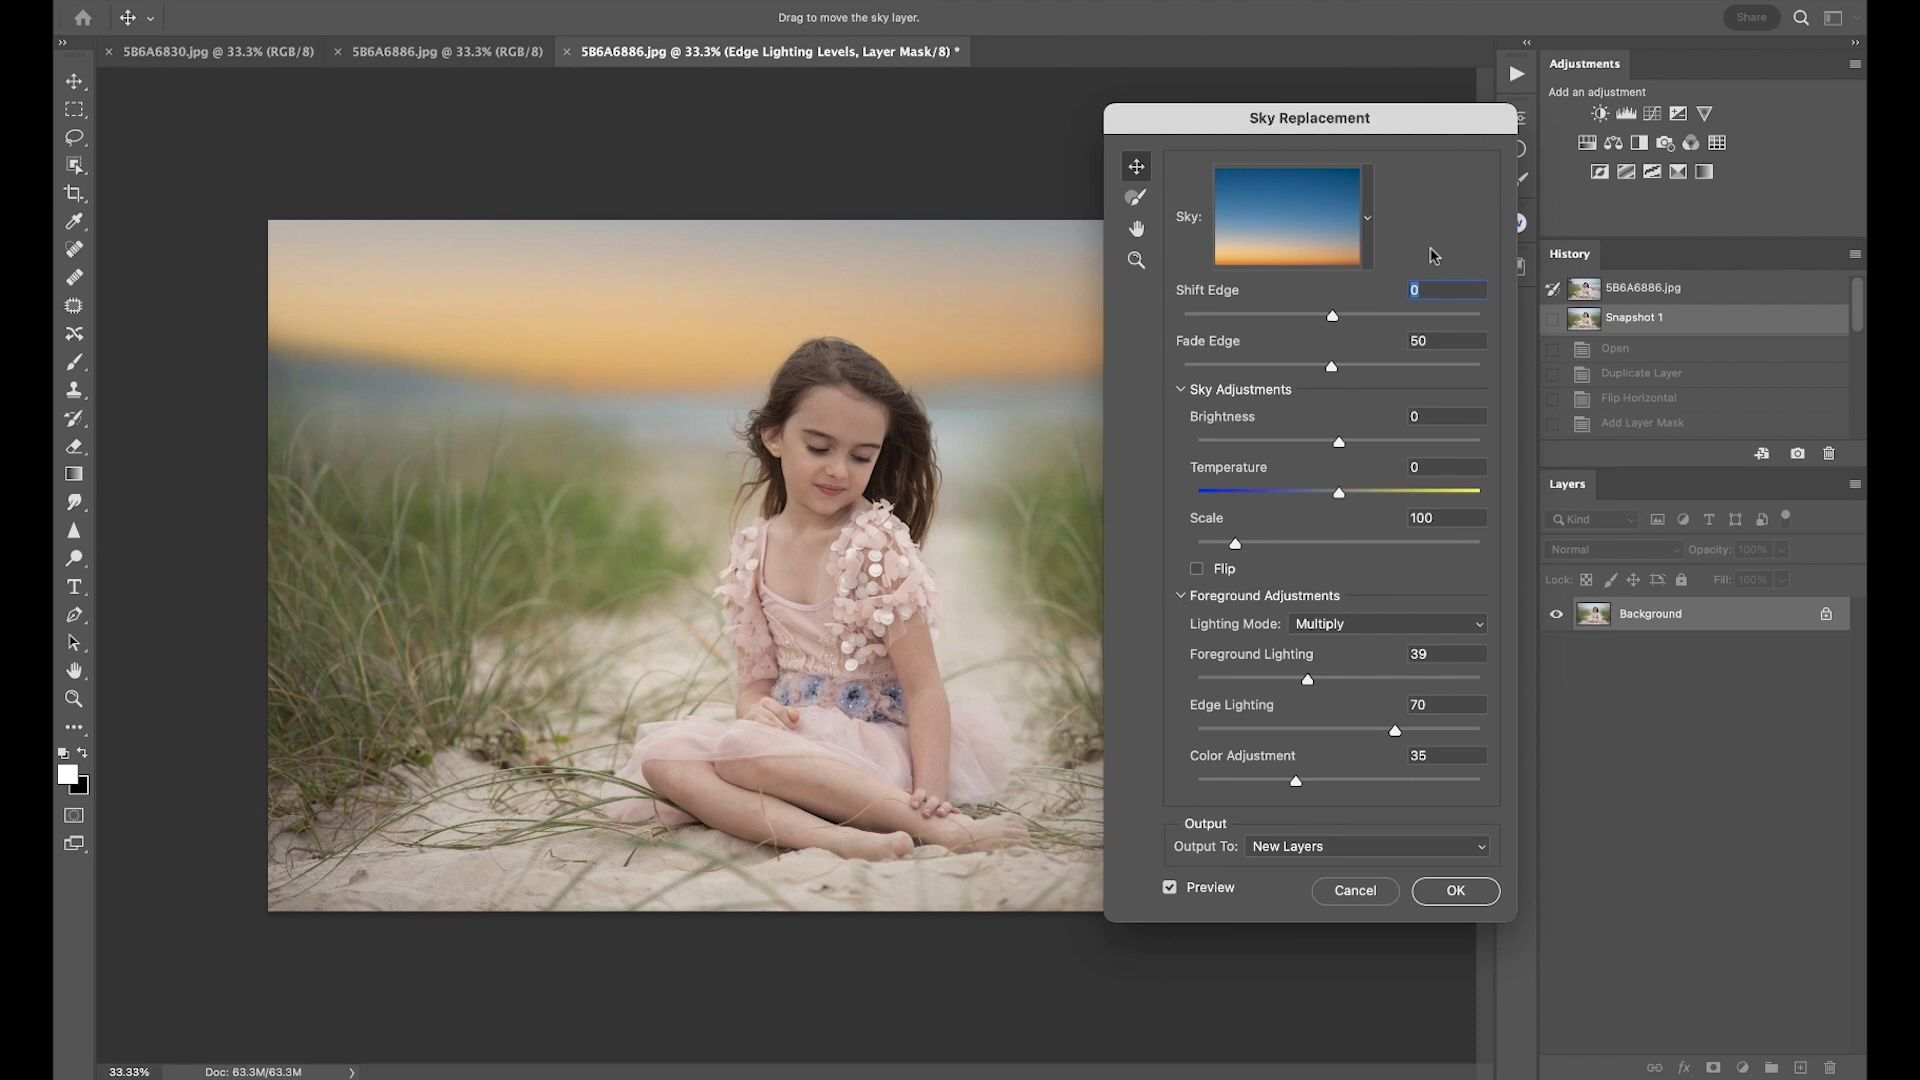 Drag to move the sky layer.
Share
5B6A6830.jpg @ 33.3% (RGB/8)
5B6A6886.jpg @ 33.3% (RGB/8)
5B6A6886.jpg @ 33.3% (Edge Lighting Levels, Layer Mask/8) *
Sky Replacement
Sky:
Shift Edge
0
Fade Edge
50
Sky Adjustments
Brightness
0
Temperature
0
Scale
100
Flip
Foreground Adjustments
Lighting Mode: Multiply
Foreground Lighting
39
Edge Lighting
70
Color Adjustment
35
Output
Output To: New Layers
Preview
Cancel
OK
Adjustments
Add an adjustment
History
5B6A6886.jpg
Snapshot 1
Open
Duplicate Layer
Flip Horizontal
Add Layer Mask
Layers
Kind
Normal
Opacity: 100%
Lock:
Fill: 100%
Background
33.33%
Doc: 63.3M/63.3M